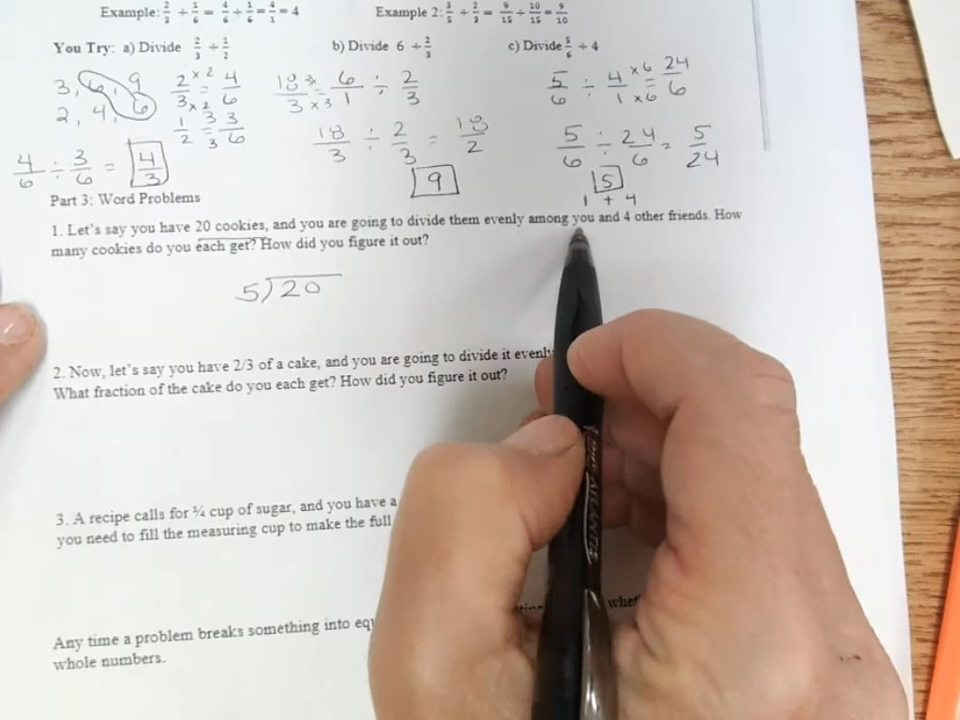 Example: 2/3 ÷ 1/6 = 4/6 ÷ 1/6 = 4/1 = 4 Example 2: 3/5 ÷ 2/3 = 9/15 ÷ 10/15 = 9/10
You Try: a) Divide 2/3 ÷ 1/2 b) Divide 6 ÷ 2/3 c) Divide 5/6 ÷ 4
3, 6, 9
2, 4, 6
2/3 ×2 ×2 = 4/6
1/2 = 3/3 3/6
4/6 ÷ 3/6 = 4/3
18/3 ×3 = 6/1 ÷ 2/3
18/3 ÷ 2/3 = 18/2
9
5/6 ÷ 4/1 ×6 ×6 = 24/6
5/6 ÷ 24/6 = 5/24
5
1 + 4
Part 3: Word Problems
1. Let's say you have 20 cookies, and you are going to divide them evenly among you and 4 other friends. How
many cookies do you each get? How did you figure it out?
5)20
2. Now, let's say you have 2/3 of a cake, and you are going to divide it evenly
What fraction of the cake do you each get? How did you figure it out?
3. A recipe calls for ¾ cup of sugar, and you have a
you need to fill the measuring cup to make the full
Any time a problem breaks something into
whole numbers.